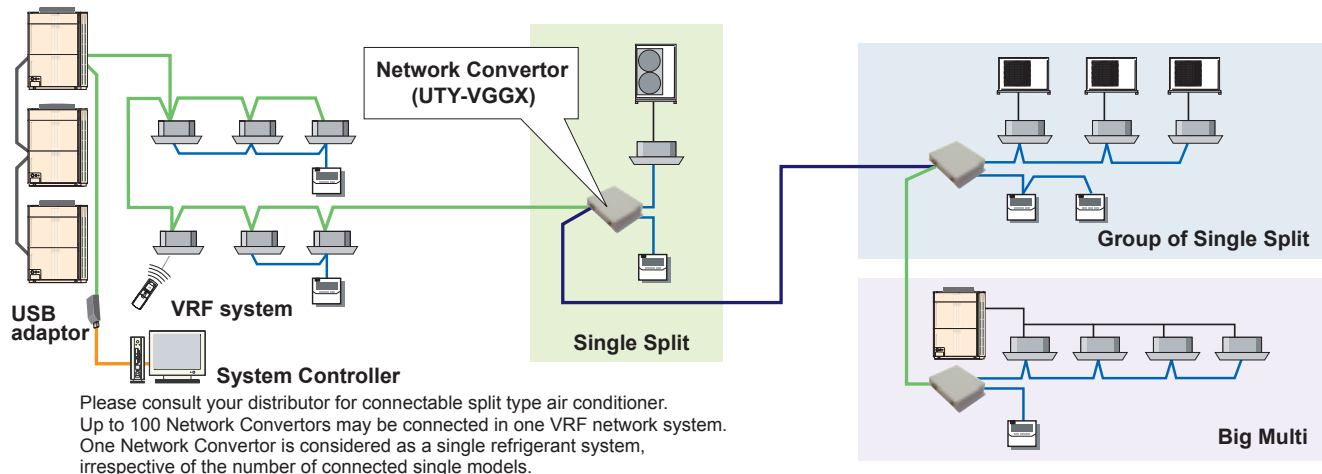 Network Convertor
(UTY-VGGX)
USB
adaptor
VRF system
System Controller
Single Split
Group of Single Split
Big Multi
Please consult your distributor for connectable split type air conditioner.
Up to 100 Network Convertors may be connected in one VRF network system.
One Network Convertor is considered as a single refrigerant system,
irrespective of the number of connected single models.